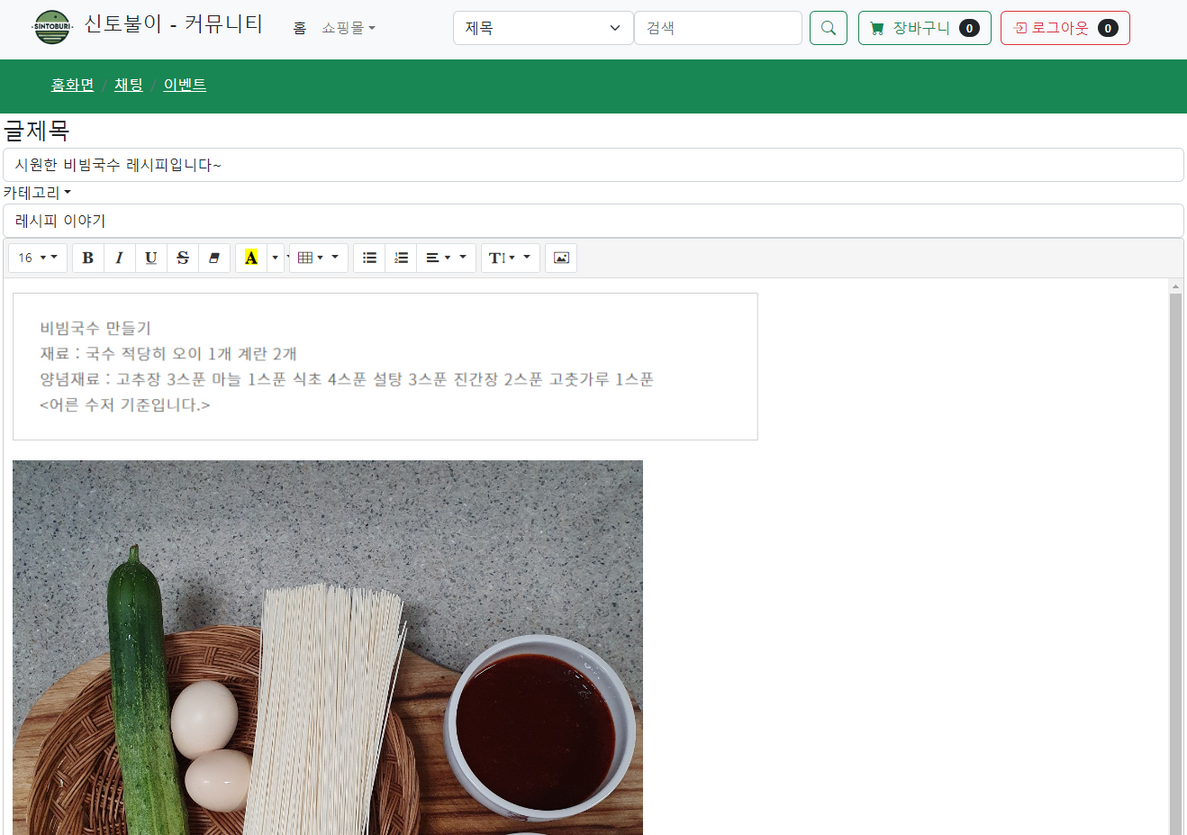 SINTOBURI
신토불이 - 커뮤니티
홈 쇼핑몰
제목
검색
장바구니 0
로그아웃 0
홈화면 / 채팅 / 이벤트
글제목
시원한 비빔국수 레시피입니다~
카테고리
레시피 이야기
16 B I U S A T
비빔국수 만들기
재료 : 국수 적당히 오이 1개 계란 2개
양념재료 : 고추장 3스푼 마늘 1스푼 식초 4스푼 설탕 3스푼 진간장 2스푼 고춧가루 1스푼
<어른 수저 기준입니다.>